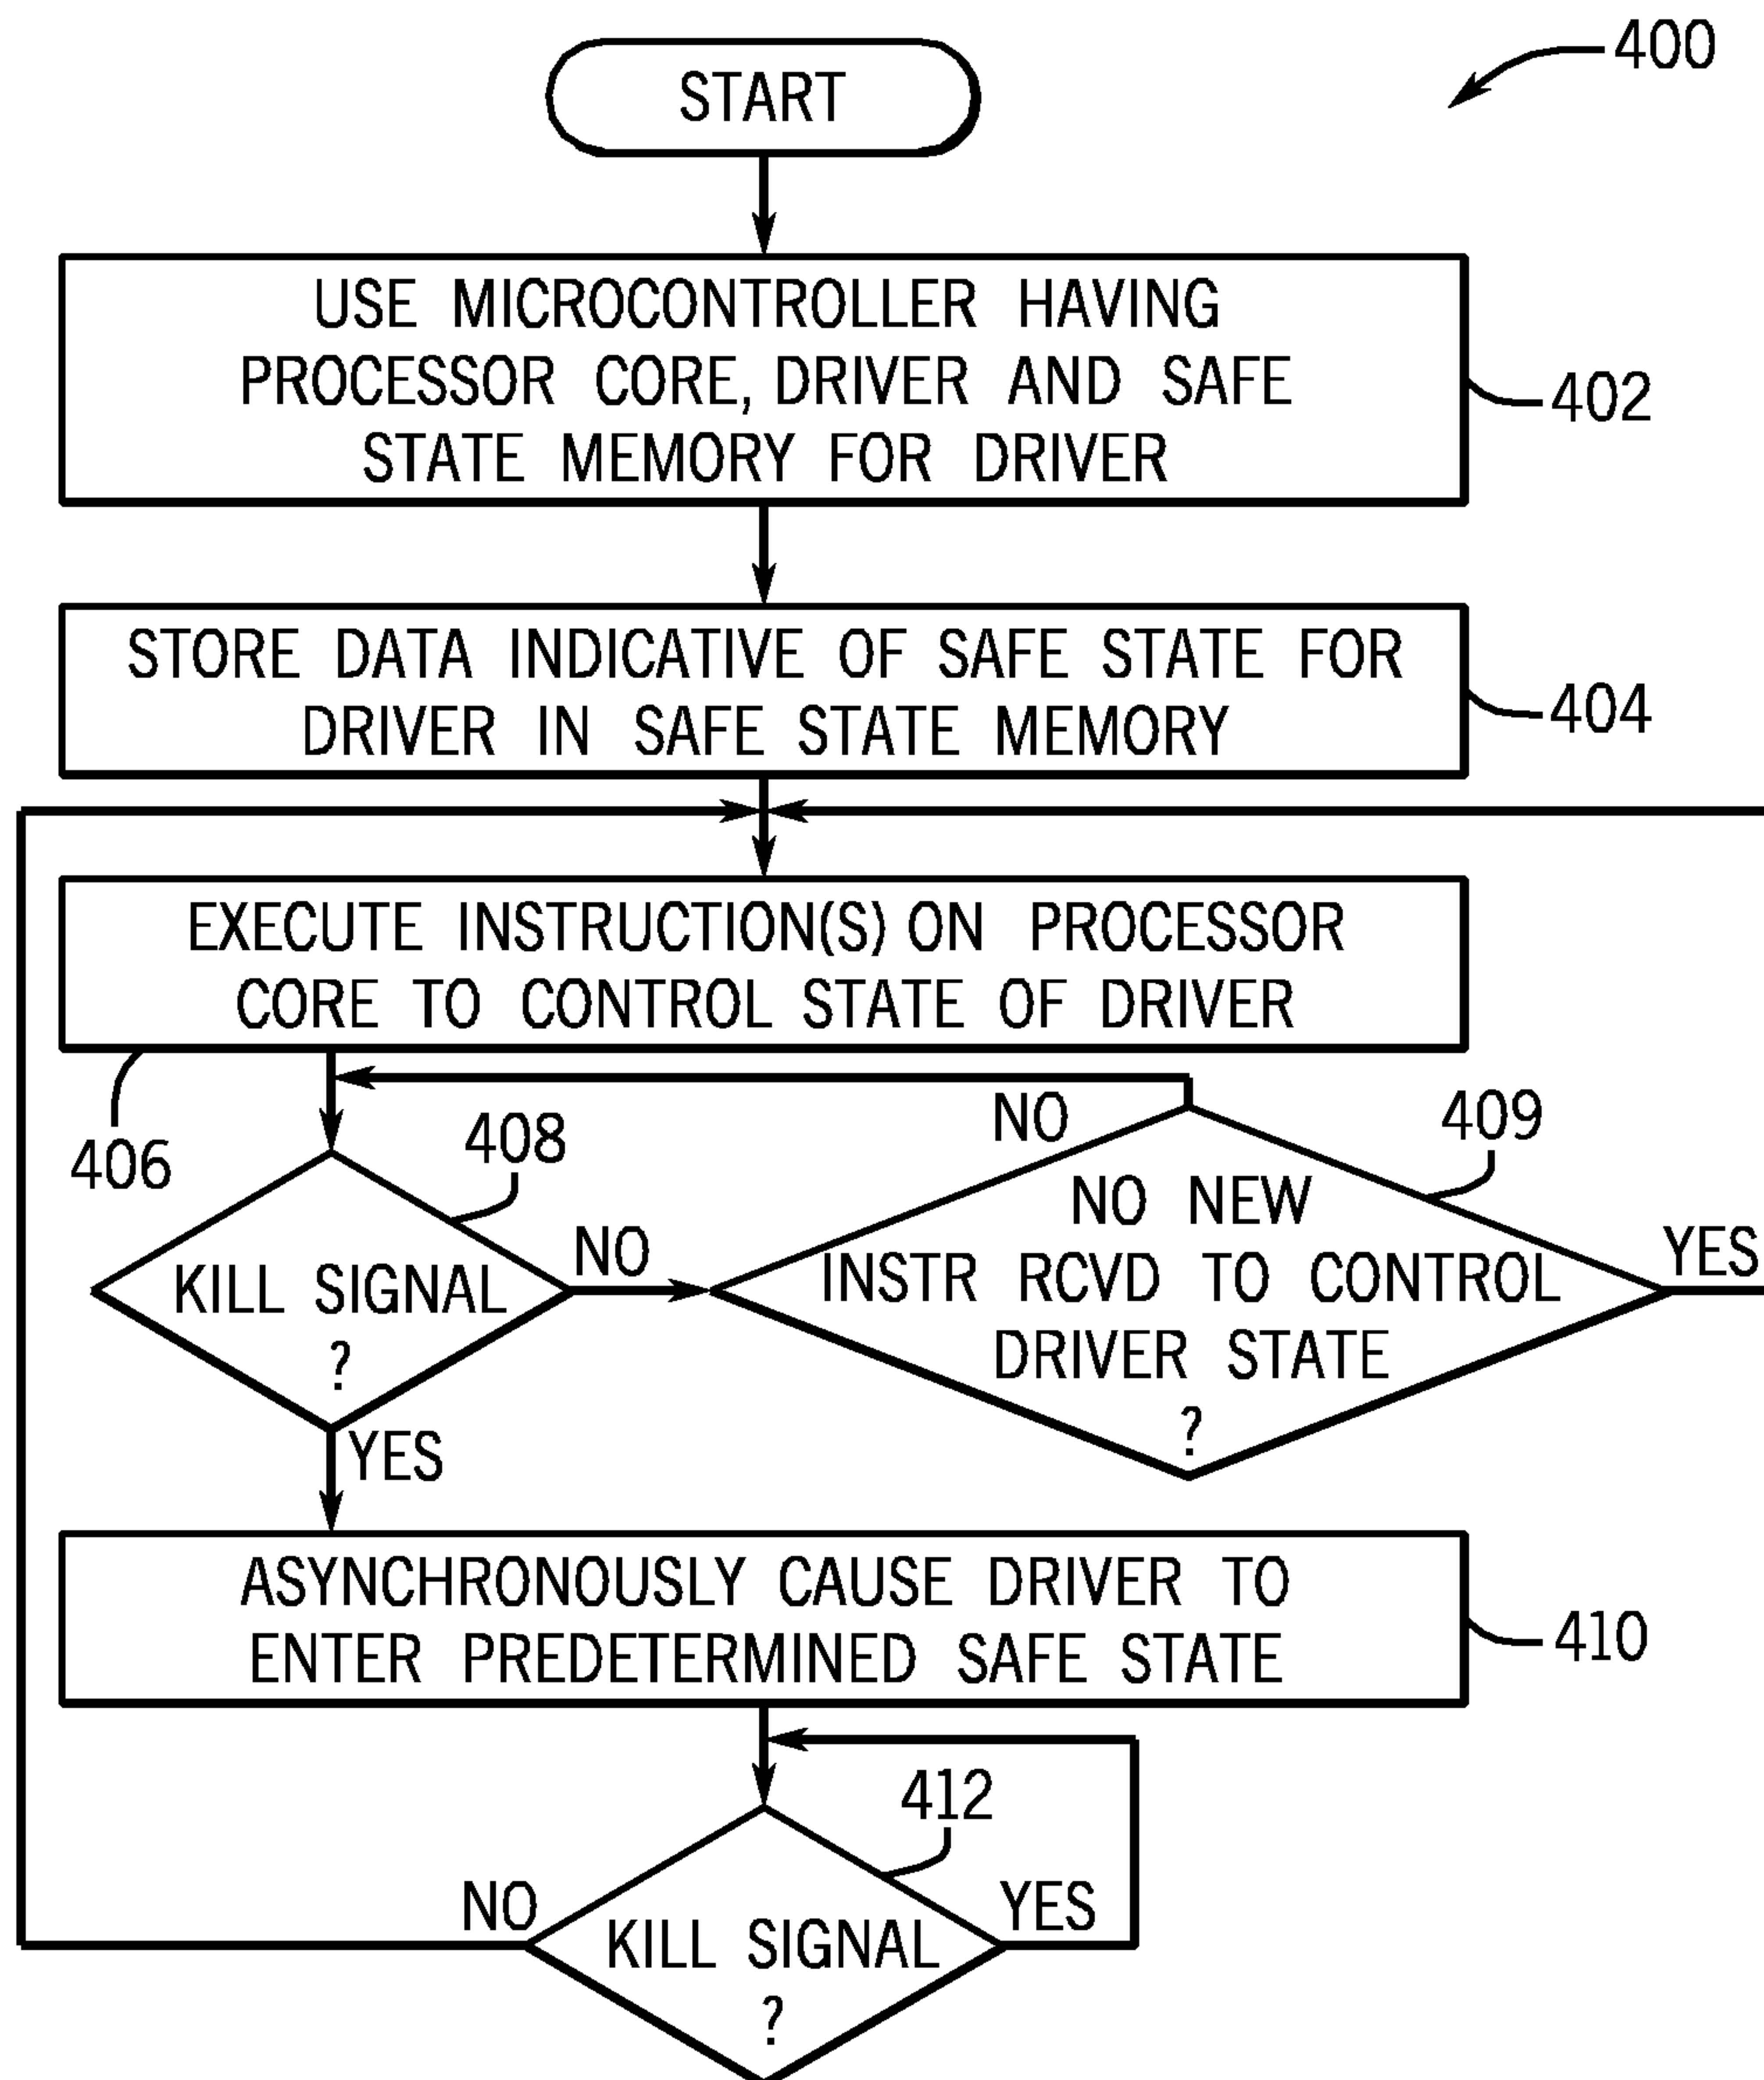 400
START
USE MICROCONTROLLER HAVING
PROCESSOR CORE, DRIVER AND SAFE
STATE MEMORY FOR DRIVER
402
STORE DATA INDICATIVE OF SAFE STATE FOR
DRIVER IN SAFE STATE MEMORY
404
EXECUTE INSTRUCTION(S) ON PROCESSOR
CORE TO CONTROL STATE OF DRIVER
406
408
KILL SIGNAL
?
NO
YES
409
NO
NO NEW
INSTR RCVD TO CONTROL
DRIVER STATE
?
YES
ASYNCHRONOUSLY CAUSE DRIVER TO
ENTER PREDETERMINED SAFE STATE
410
412
NO
KILL SIGNAL
?
YES